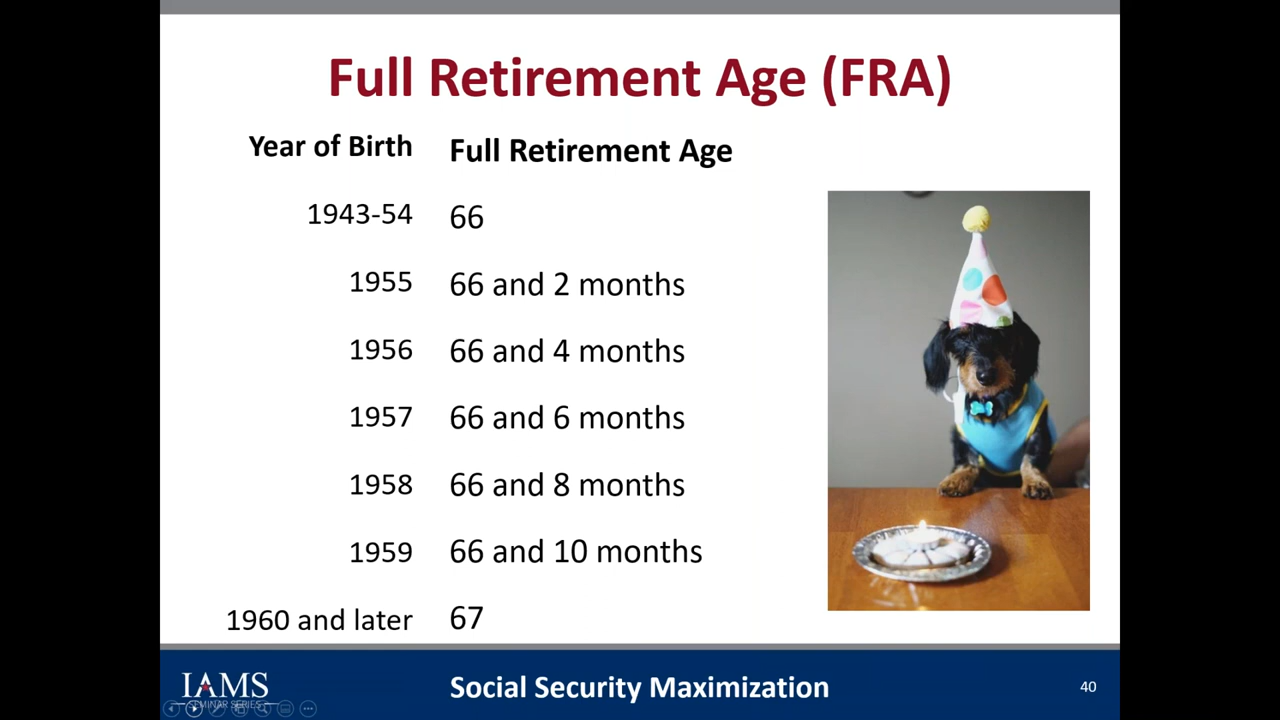 Full Retirement Age (FRA)
Year of Birth Full Retirement Age
1943-54 66
1955 66 and 2 months
1956 66 and 4 months
1957 66 and 6 months
1958 66 and 8 months
1959 66 and 10 months
1960 and later 67
IAMS
SEMINAR SERIES
Social Security Maximization
40